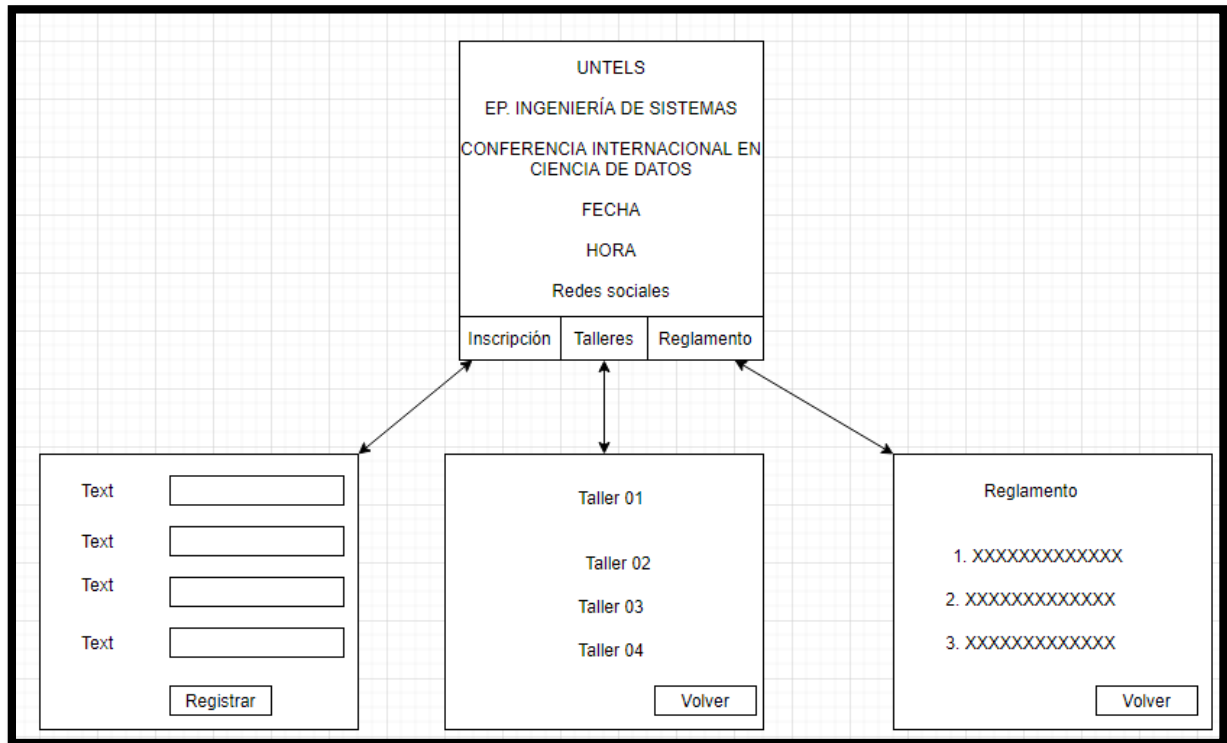 UNTELS
EP. INGENIERÍA DE SISTEMAS
CONFERENCIA INTERNACIONAL EN
CIENCIA DE DATOS
FECHA
HORA
Redes sociales
Inscripción
Talleres
Reglamento
Text
Text
Text
Text
Registrar
Taller 01
Taller 02
Taller 03
Taller 04
Volver
Reglamento
1. XXXXXXXXXXXXX
2. XXXXXXXXXXXXX
3. XXXXXXXXXXXXX
Volver